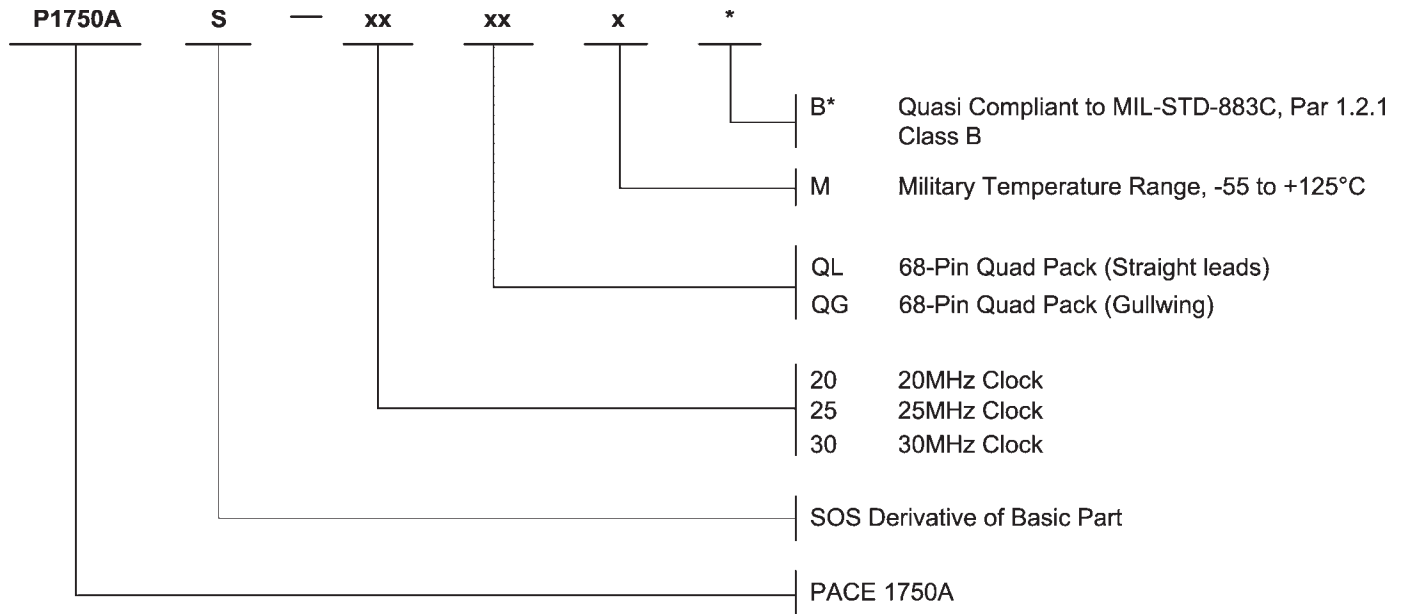 P1750A S — xx xx x *
B* Quasi Compliant to MIL-STD-883C, Par 1.2.1
Class B
M Military Temperature Range, -55 to +125°C
QL 68-Pin Quad Pack (Straight leads)
QG 68-Pin Quad Pack (Gullwing)
20 20MHz Clock
25 25MHz Clock
30 30MHz Clock
SOS Derivative of Basic Part
PACE 1750A